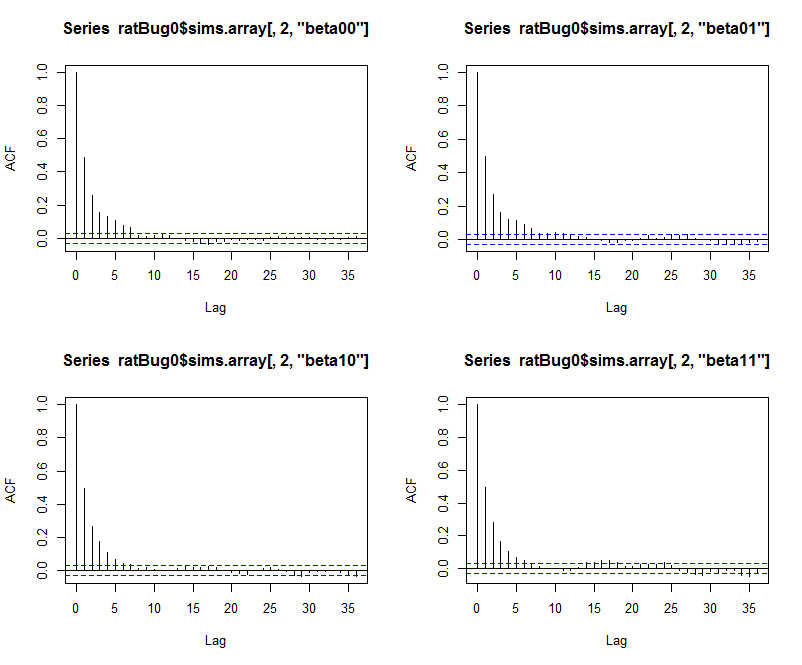 Series ratBug0$sims.array[, 2, "beta00"]
ACF
1.0
0.8
0.6
0.4
0.2
0.0
0 5 10 15 20 25 30 35
Lag
Series ratBug0$sims.array[, 2, "beta01"]
ACF
1.0
0.8
0.6
0.4
0.2
0.0
0 5 10 15 20 25 30 35
Lag
Series ratBug0$sims.array[, 2, "beta10"]
ACF
1.0
0.8
0.6
0.4
0.2
0.0
0 5 10 15 20 25 30 35
Lag
Series ratBug0$sims.array[, 2, "beta11"]
ACF
1.0
0.8
0.6
0.4
0.2
0.0
0 5 10 15 20 25 30 35
Lag